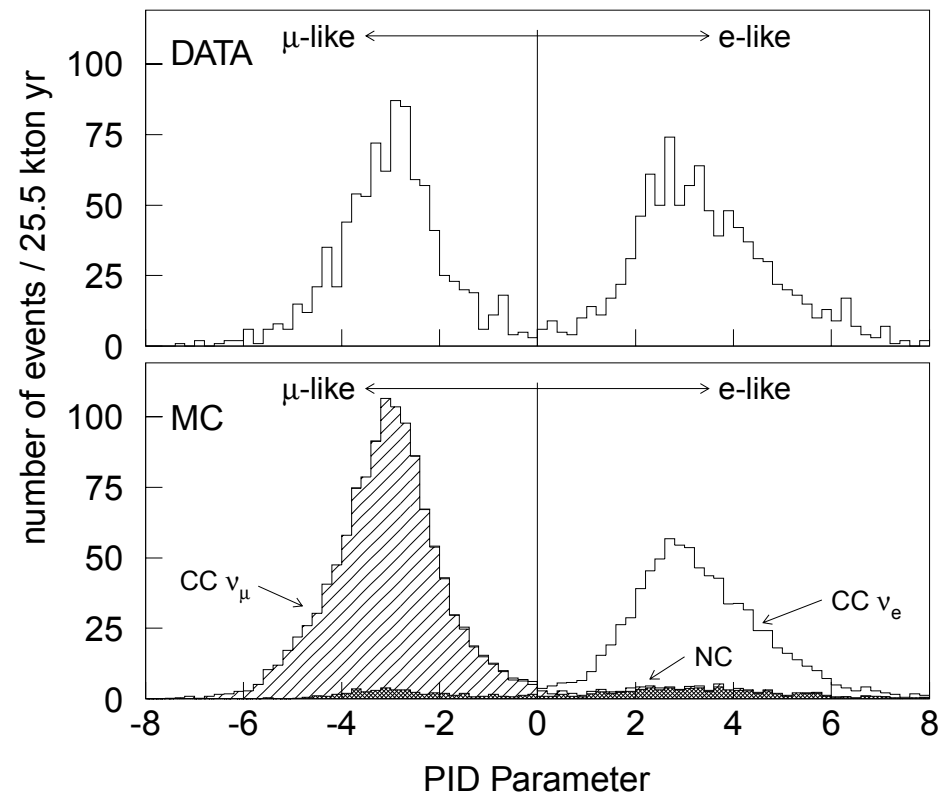 number of events / 25.5 kton yr
DATA
μ-like
e-like
100
75
50
25
0
MC
μ-like
e-like
100
75
50
25
0
CC νμ
CC νe
NC
-8 -6 -4 -2 0 2 4 6 8
PID Parameter